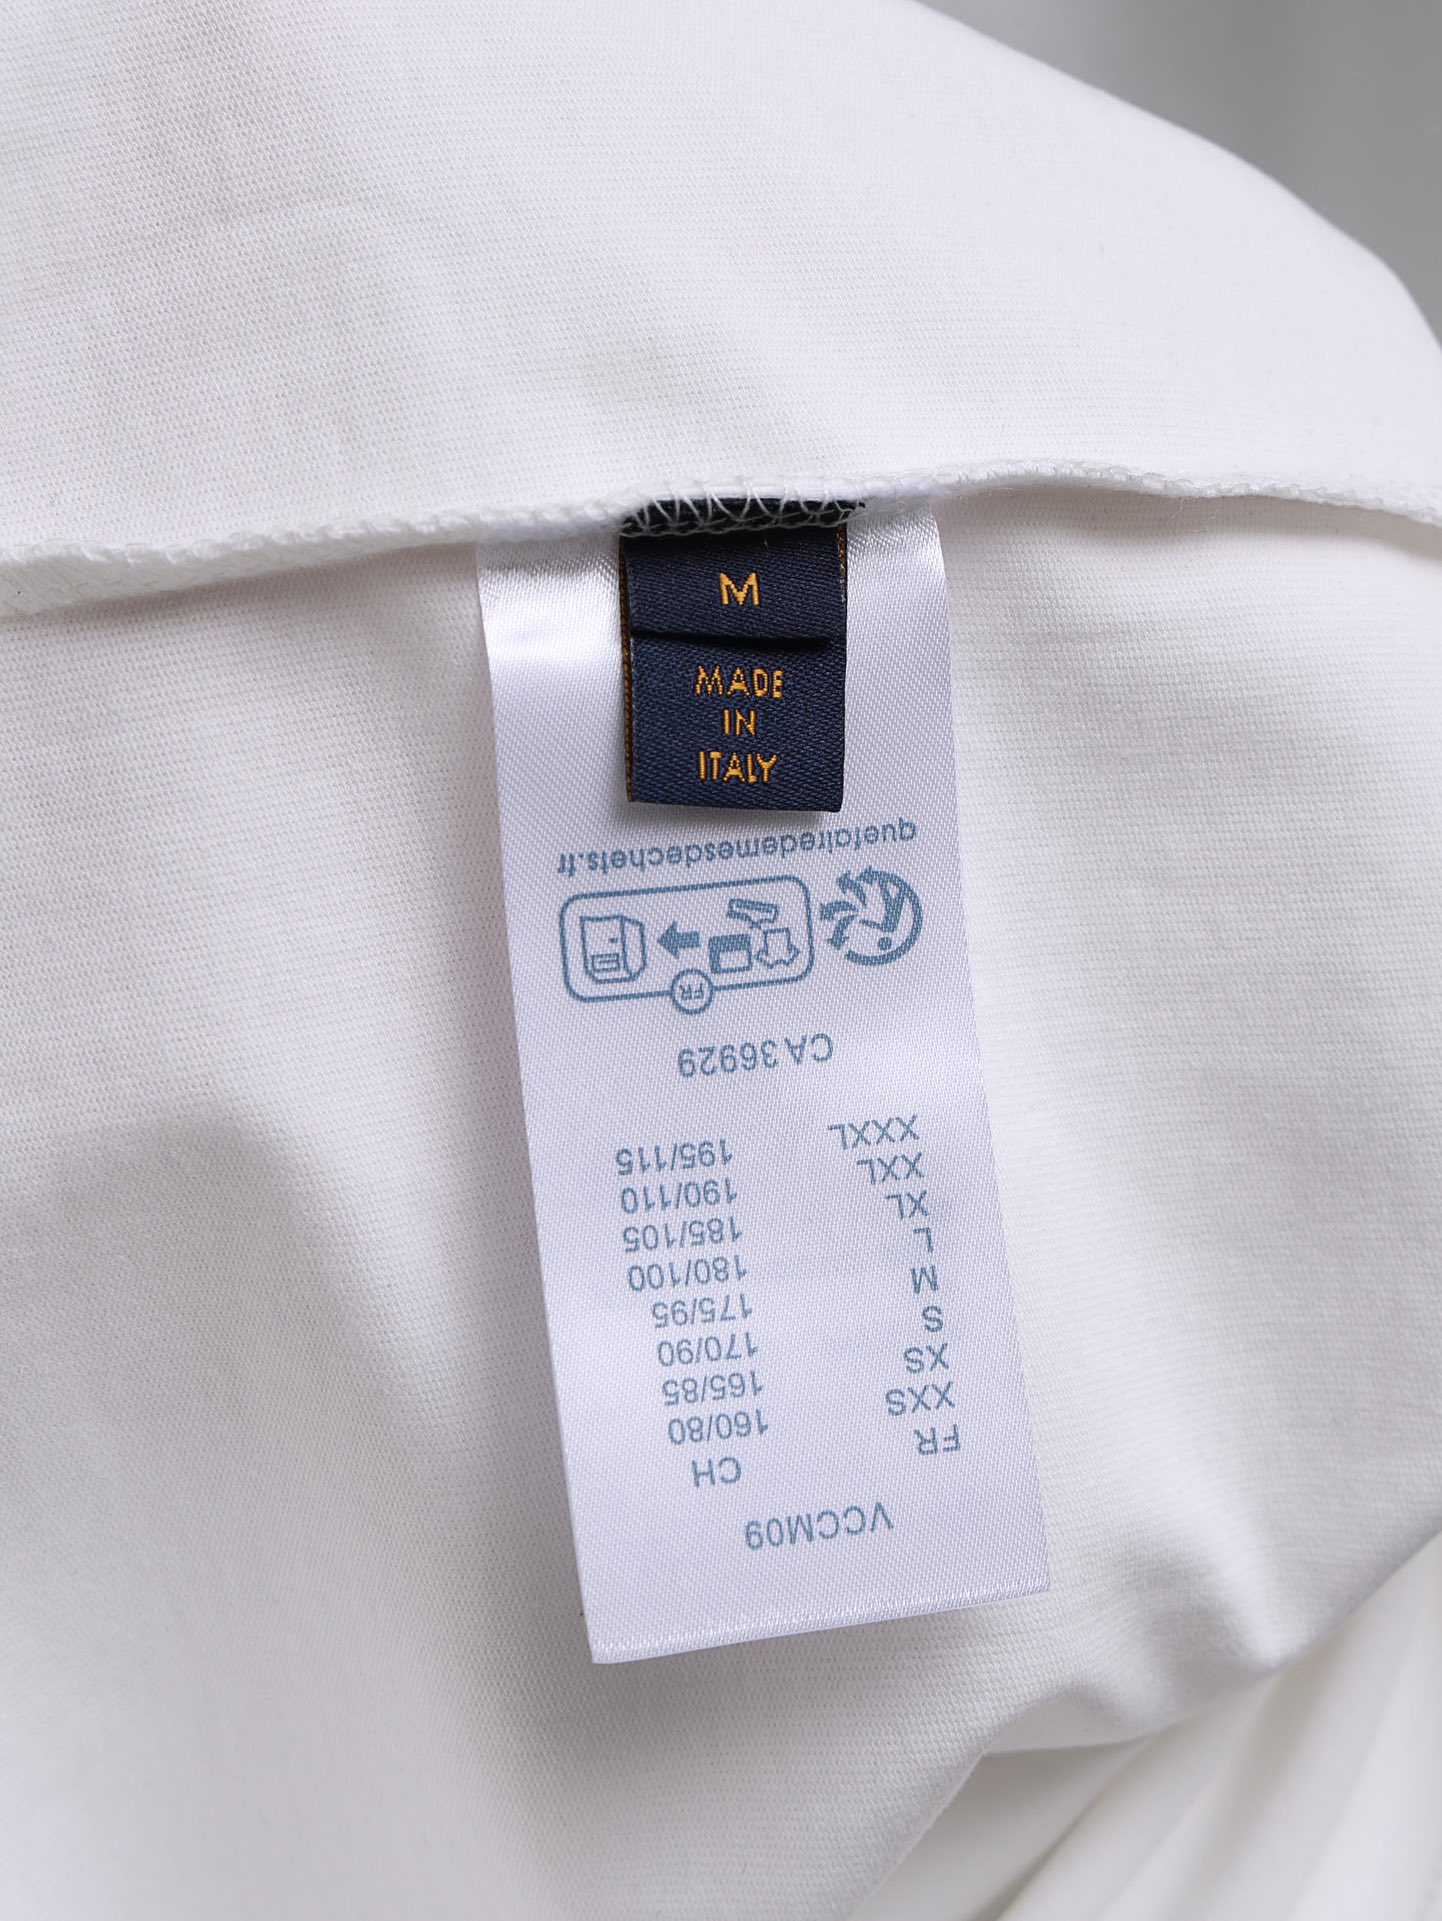 M
MADE
IN
ITALY
VCCM09
FR CH
XXS 160/80
XS 165/85
S 170/90
M 175/95
L 180/100
XL 185/105
XXL 190/110
XXXL 195/115
CA 36929
FR
quefairedemesdechets.fr